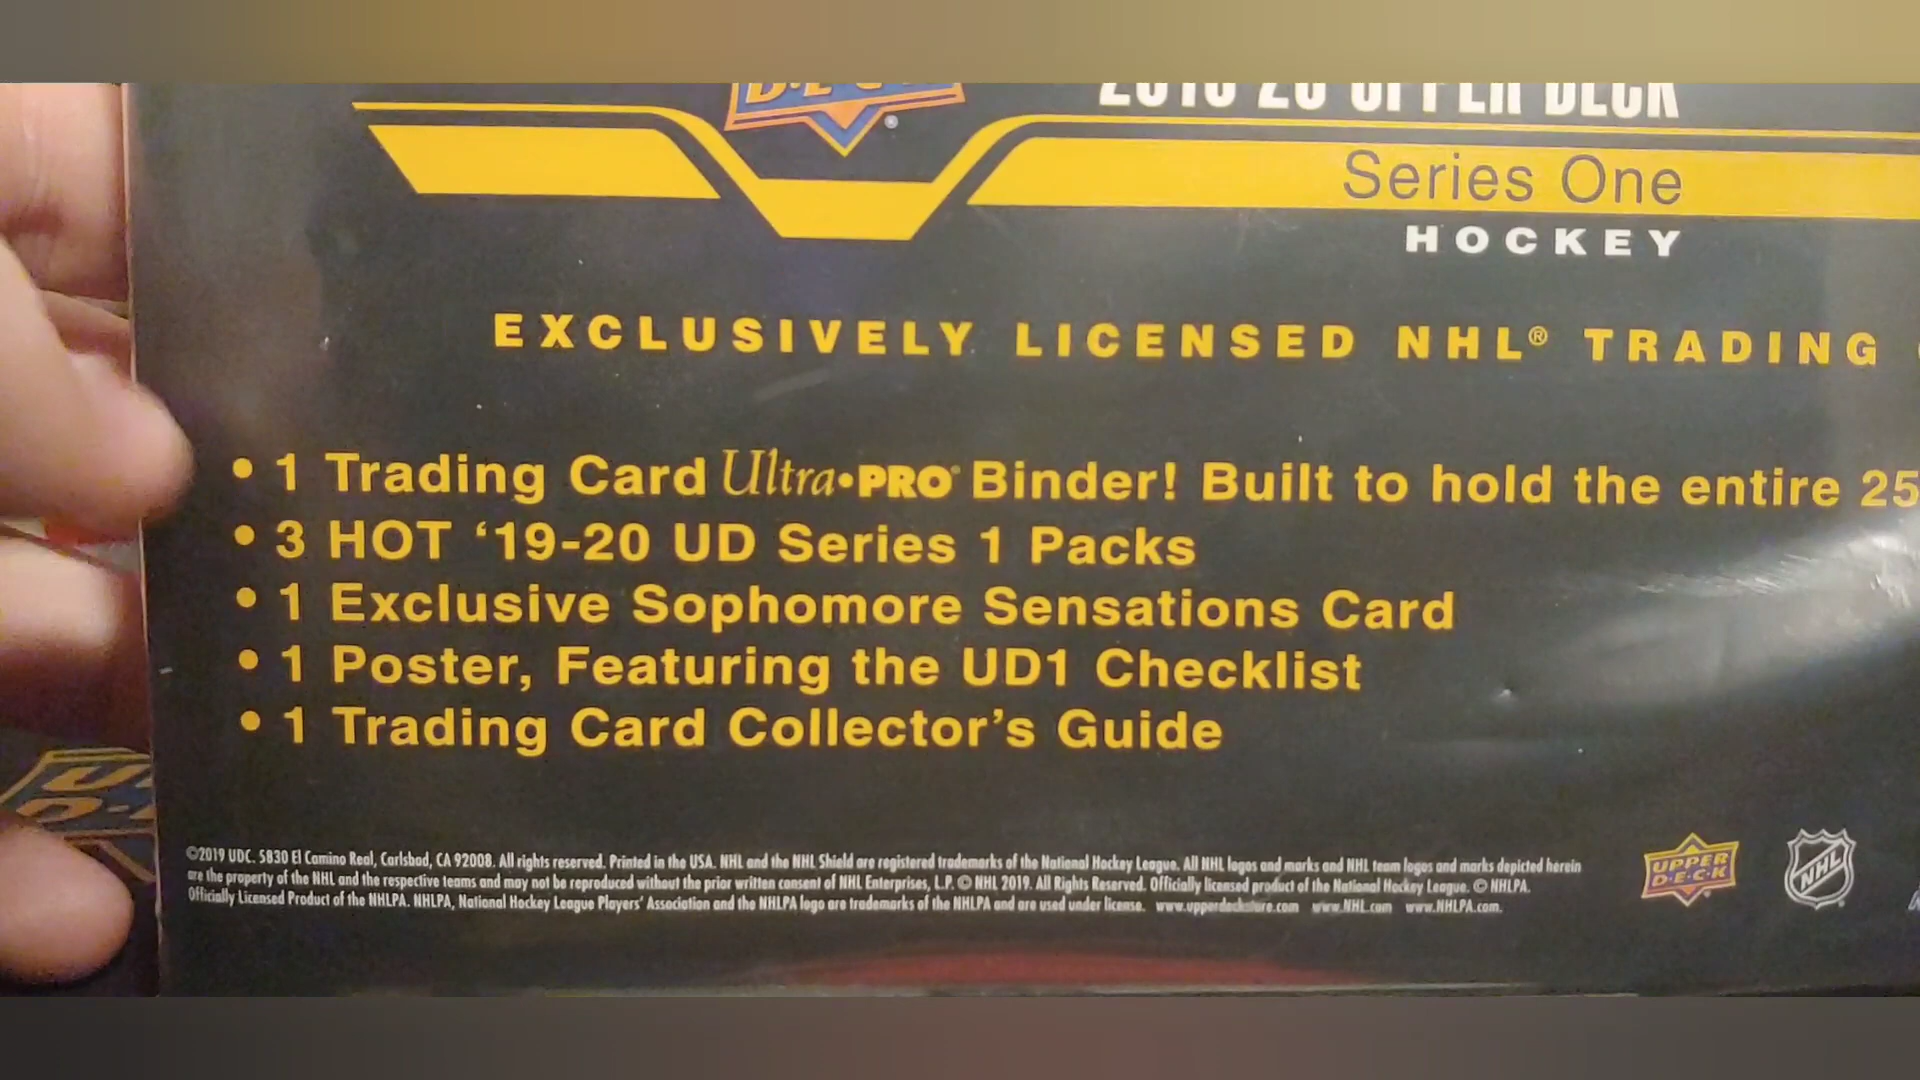 D·E·C·K
UPPER DECK
Series One
HOCKEY
EXCLUSIVELY LICENSED NHL® TRADING
• 1 Trading Card Ultra•PRO® Binder! Built to hold the entire 25
• 3 HOT ‘19-20 UD Series 1 Packs
• 1 Exclusive Sophomore Sensations Card
• 1 Poster, Featuring the UD1 Checklist
• 1 Trading Card Collector’s Guide
©2019 UDC. 5830 El Camino Real, Carlsbad, CA 92008. All rights reserved. Printed in the USA. NHL and the NHL Shield are registered trademarks of the National Hockey League. All NHL logos and marks and NHL team logos and marks depicted herein
are the property of the NHL and the respective teams and may not be reproduced without the prior written consent of NHL Enterprises, L.P. © NHL 2019. All Rights Reserved. Officially licensed product of the National Hockey League. © NHLPA.
Officially Licensed Product of the NHLPA. NHLPA, National Hockey League Players’ Association and the NHLPA logo are trademarks of the NHLPA and are used under license. www.upperdeckstore.com www.NHL.com www.NHLPA.com.
UPPER
D·E·C·K
NHL